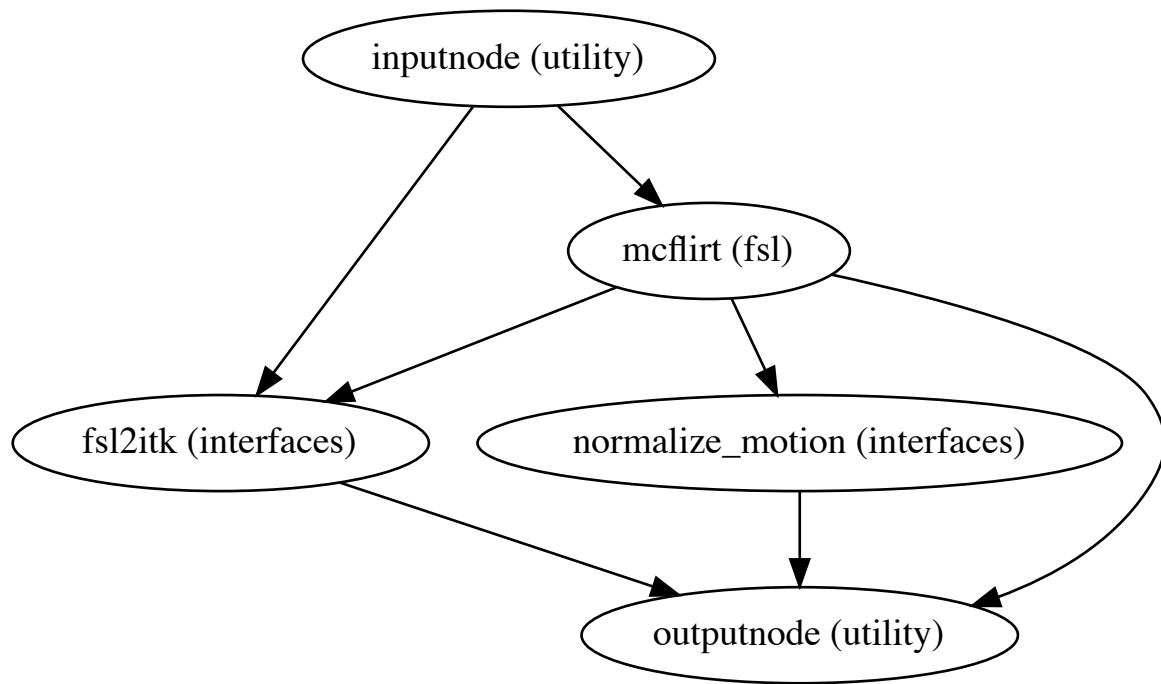 inputnode (utility)
mcflirt (fsl)
fsl2itk (interfaces)
normalize_motion (interfaces)
outputnode (utility)